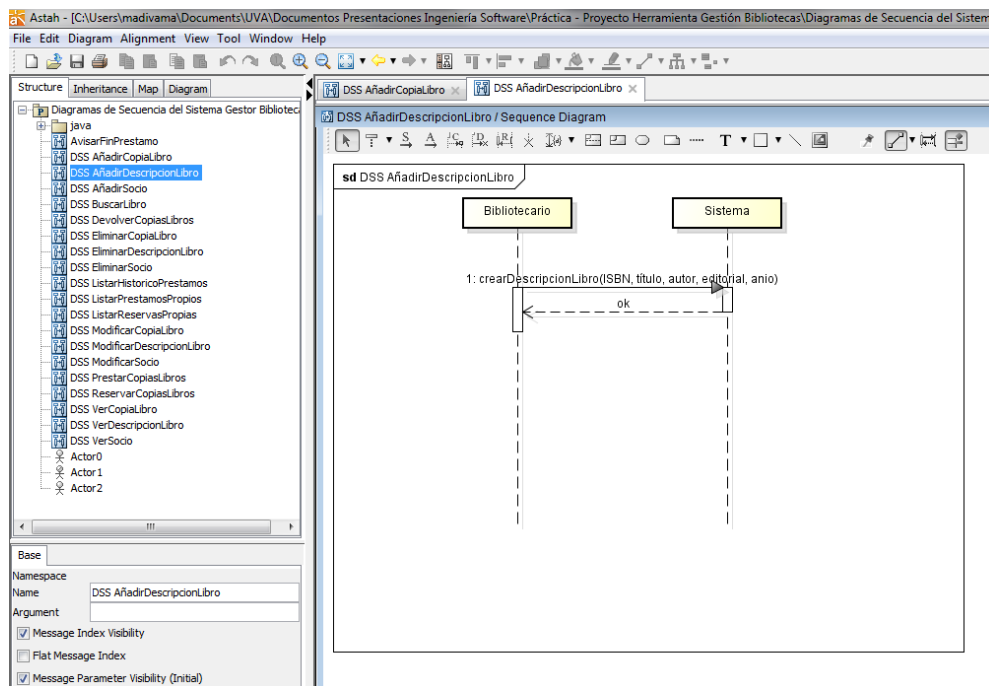 Astah - [C:\Users\madivama\Documents\UVA\Documentos Presentaciones Ingeniería Software\Práctica - Proyecto Herramienta Gestión Bibliotecas\Diagramas de Secuencia del Sistem
File Edit Diagram Alignment View Tool Window Help
Structure Inheritance Map Diagram
DSS AñadirCopiaLibro DSS AñadirDescripcionLibro
Diagramas de Secuencia del Sistema Gestor Bibliotec
DSS AñadirDescripcionLibro / Sequence Diagram
java
AvisarFinPrestamo
DSS AñadirCopiaLibro
DSS AñadirDescripcionLibro
DSS AñadirSocio
DSS BuscarLibro
DSS DevolverCopiasLibros
DSS EliminarCopiaLibro
DSS EliminarDescripcionLibro
DSS EliminarSocio
DSS ListarHistoricoPrestamos
DSS ListarPrestamosPropios
DSS ListarReservasPropias
DSS ModificarCopiaLibro
DSS ModificarDescripcionLibro
DSS ModificarSocio
DSS PrestarCopiasLibros
DSS ReservarCopiasLibros
DSS VerCopiaLibro
DSS VerDescripcionLibro
DSS VerSocio
Actor0
Actor1
Actor2
sd DSS AñadirDescripcionLibro
Bibliotecario Sistema
1: crearDescripcionLibro(ISBN, título, autor, editorial, anio)
ok
Base
Namespace
Name DSS AñadirDescripcionLibro
Argument
Message Index Visibility
Flat Message Index
Message Parameter Visibility (Initial)